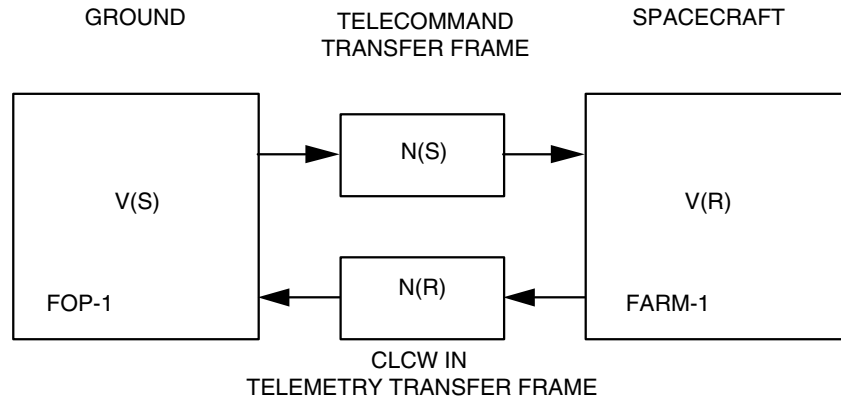 GROUND
TELECOMMAND
TRANSFER FRAME
SPACECRAFT
N(S)
V(S)
V(R)
N(R)
FOP-1
FARM-1
CLCW IN
TELEMETRY TRANSFER FRAME